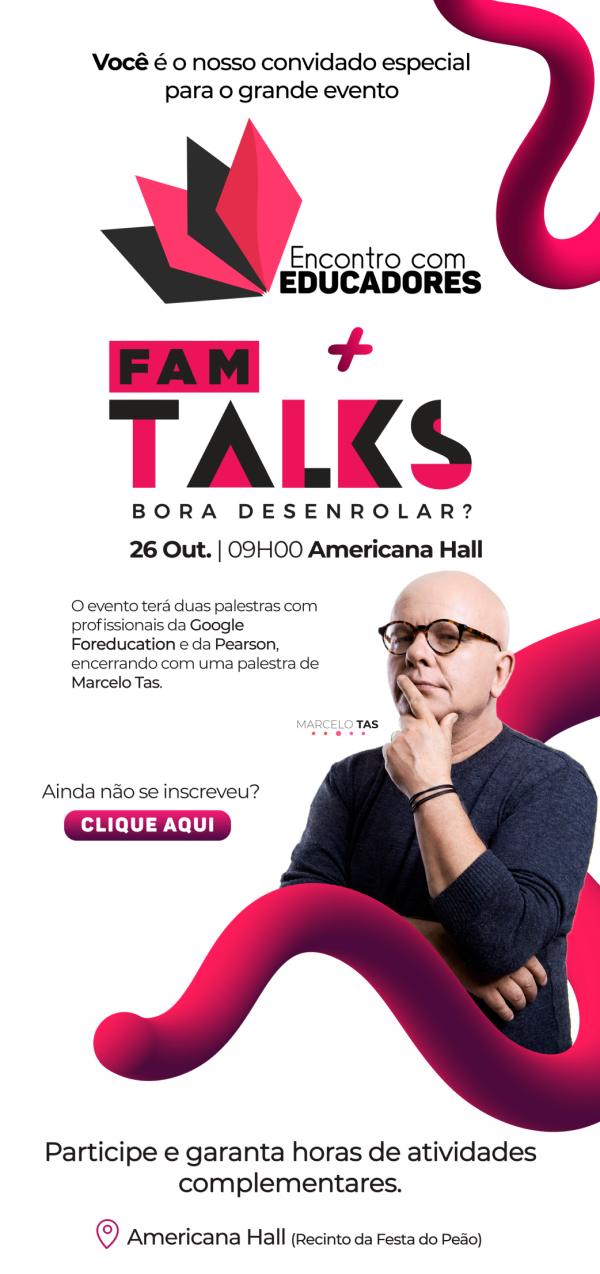 Você é o nosso convidado especial
para o grande evento
Encontro com
EDUCADORES
+
FAM
TALKS
BORA DESENROLAR?
26 Out. | 09H00 Americana Hall
O evento terá duas palestras com
profissionais da Google
Foreducation e da Pearson,
encerrando com uma palestra de
Marcelo Tas.
MARCELO TAS
Ainda não se inscreveu?
CLIQUE AQUI
Participe e garanta horas de atividades
complementares.
Americana Hall (Recinto da Festa do Peão)